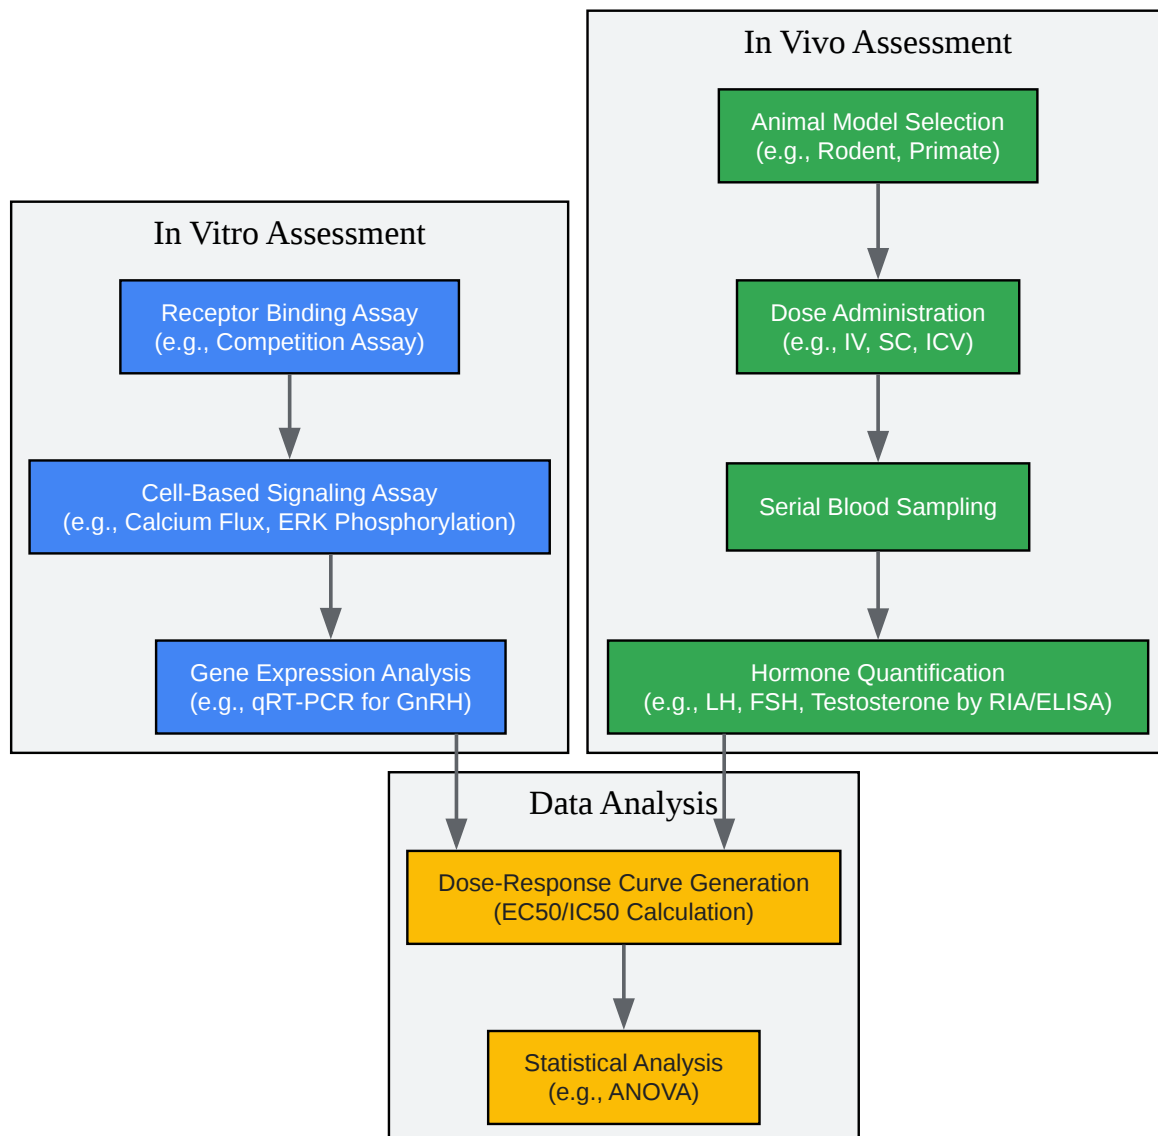 In Vitro Assessment
Receptor Binding Assay
(e.g., Competition Assay)
Cell-Based Signaling Assay
(e.g., Calcium Flux, ERK Phosphorylation)
Gene Expression Analysis
(e.g., qRT-PCR for GnRH)
In Vivo Assessment
Animal Model Selection
(e.g., Rodent, Primate)
Dose Administration
(e.g., IV, SC, ICV)
Serial Blood Sampling
Hormone Quantification
(e.g., LH, FSH, Testosterone by RIA/ELISA)
Data Analysis
Dose-Response Curve Generation
(EC50/IC50 Calculation)
Statistical Analysis
(e.g., ANOVA)